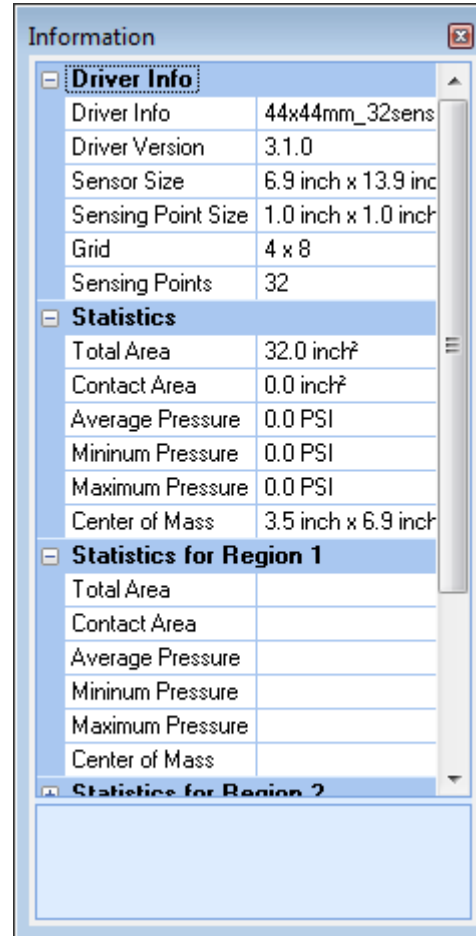 Information
Driver Info
Driver Info 44x44mm_32sens
Driver Version 3.1.0
Sensor Size 6.9 inch x 13.9 inc
Sensing Point Size 1.0 inch x 1.0 inch
Grid 4 x 8
Sensing Points 32
Statistics
Total Area 32.0 inch²
Contact Area 0.0 inch²
Average Pressure 0.0 PSI
Mininum Pressure 0.0 PSI
Maximum Pressure 0.0 PSI
Center of Mass 3.5 inch x 6.9 inch
Statistics for Region 1
Total Area
Contact Area
Average Pressure
Mininum Pressure
Maximum Pressure
Center of Mass
Statistics for Region 2